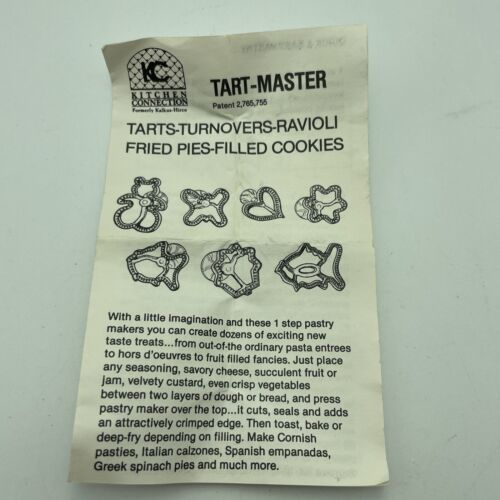 KC
KITCHEN
CONNECTION
Formerly Kalkus-Hirco
TART-MASTER
Patent 2,765,755
TARTS-TURNOVERS-RAVIOLI
FRIED PIES-FILLED COOKIES
With a little imagination and these 1 step pastry
makers you can create dozens of exciting new
taste treats...from out-of-the ordinary pasta entrees
to hors d'oeuvres to fruit filled fancies. Just place
any seasoning, savory cheese, succulent fruit or
jam, velvety custard, even crisp vegetables
between two layers of dough or bread, and press
pastry maker over the top...it cuts, seals and adds
an attractively crimped edge. Then toast, bake or
deep-fry depending on filling. Make Cornish
pasties, Italian calzones, Spanish empanadas,
Greek spinach pies and much more.